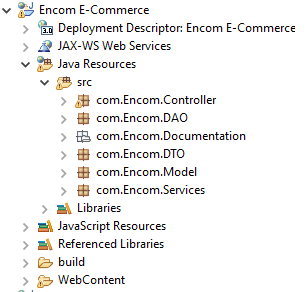 Encom E-Commerce
3.0 Deployment Descriptor: Encom E-Commerce
JAX-WS Web Services
Java Resources
src
com.Encom.Controller
com.Encom.DAO
com.Encom.Documentation
com.Encom.DTO
com.Encom.Model
com.Encom.Services
Libraries
JavaScript Resources
Referenced Libraries
build
WebContent